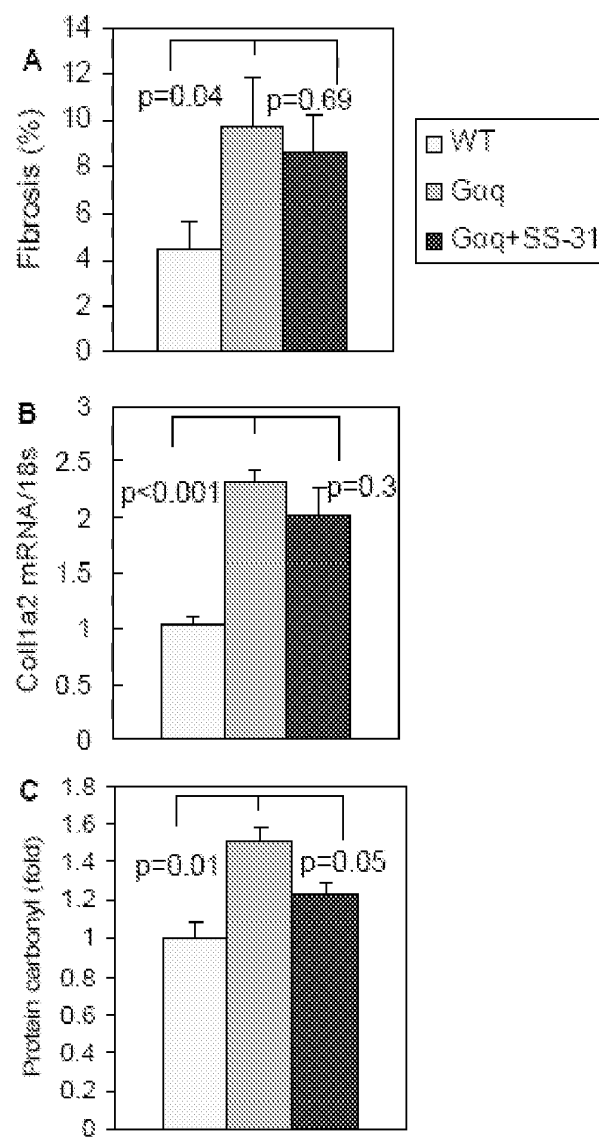 A
Fibrosis (%)
14
12
10
8
6
4
2
0
p=0.04
p=0.69
WT
Gαq
Gαq+SS-31
B
Coll1a2 mRNA/18s
3
2.5
2
1.5
1
0.5
0
p<0.001
p=0.3
C
Protein carbonyl (fold)
1.8
1.6
1.4
1.2
1
0.8
0.6
0.4
0.2
0
p=0.01
p=0.05